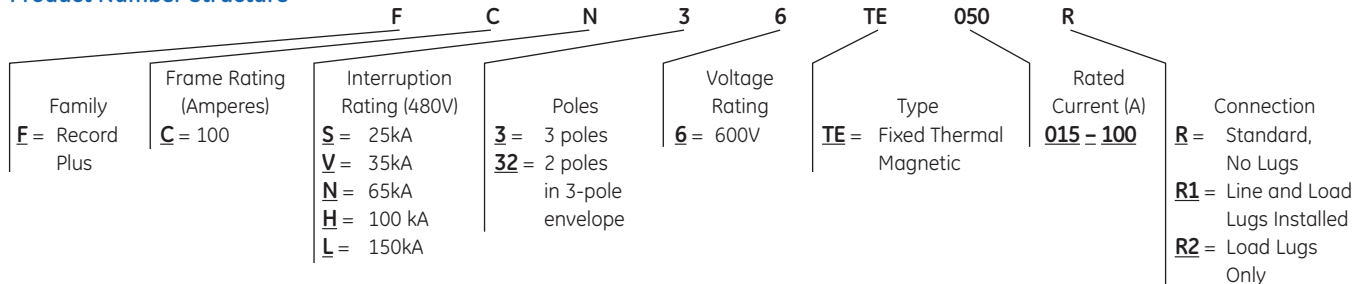 Product Number Structure
F C N 3 6 TE 050 R
Family
F = Record
Plus
Frame Rating
(Amperes)
C = 100
Interruption
Rating (480V)
S = 25kA
V = 35kA
N = 65kA
H = 100 kA
L = 150kA
Poles
3 = 3 poles
32 = 2 poles
in 3-pole
envelope
Voltage
Rating
6 = 600V
Type
TE = Fixed Thermal
Magnetic
Rated
Current (A)
015 – 100
Connection
R = Standard,
No Lugs
R1 = Line and Load
Lugs Installed
R2 = Load Lugs
Only